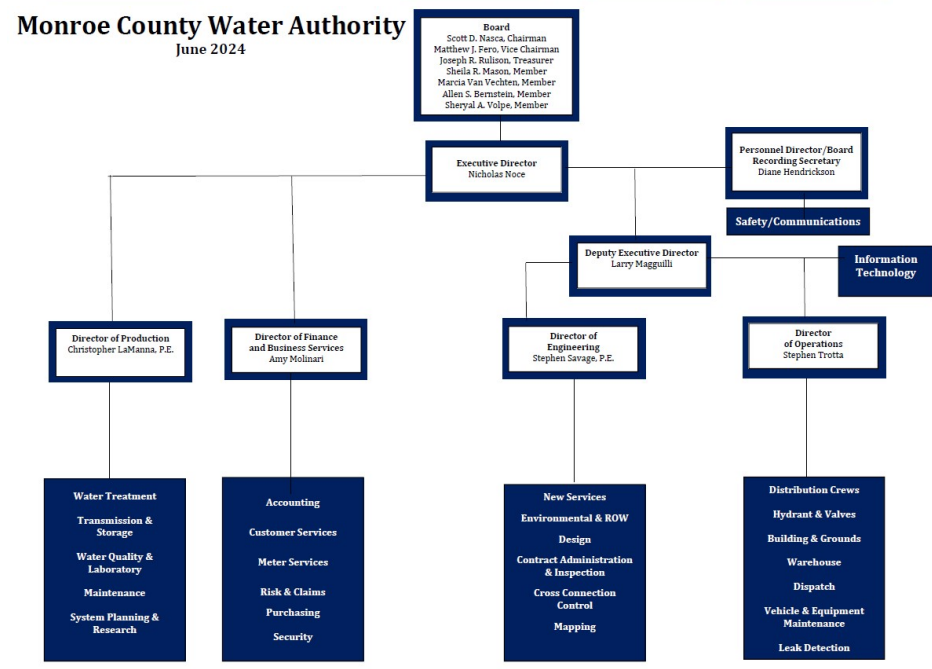 Monroe County Water Authority
June 2024
Board
Scott D. Nasca, Chairman
Matthew J. Fero, Vice Chairman
Joseph R. Rulison, Treasurer
Sheila R. Mason, Member
Marcia Van Vechten, Member
Allen S. Bernstein, Member
Sheryal A. Volpe, Member
Executive Director
Nicholas Noce
Personnel Director/Board
Recording Secretary
Diane Hendrickson
Safety/Communications
Deputy Executive Director
Larry Magguilli
Information
Technology
Director of Production
Christopher LaManna, P.E.
Director of Finance
and Business Services
Amy Molinari
Director of
Engineering
Stephen Savage, P.E.
Director
of Operations
Stephen Trotta
Water Treatment
Transmission &
Storage
Water Quality &
Laboratory
Maintenance
System Planning &
Research
Accounting
Customer Services
Meter Services
Risk & Claims
Purchasing
Security
New Services
Environmental & ROW
Design
Contract Administration
& Inspection
Cross Connection
Control
Mapping
Distribution Crews
Hydrant & Valves
Building & Grounds
Warehouse
Dispatch
Vehicle & Equipment
Maintenance
Leak Detection